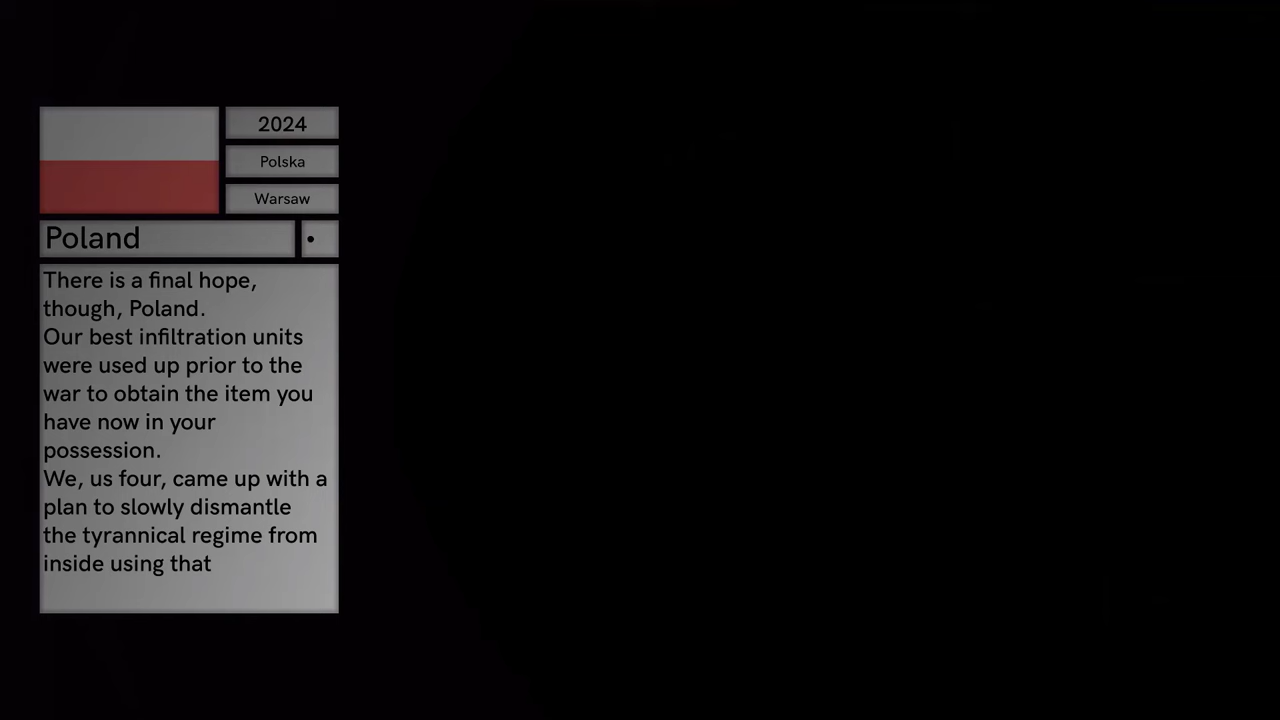 2024
Polska
Warsaw
Poland
•
There is a final hope,
though, Poland.
Our best infiltration units
were used up prior to the
war to obtain the item you
have now in your
possession.
We, us four, came up with a
plan to slowly dismantle
the tyrannical regime from
inside using that